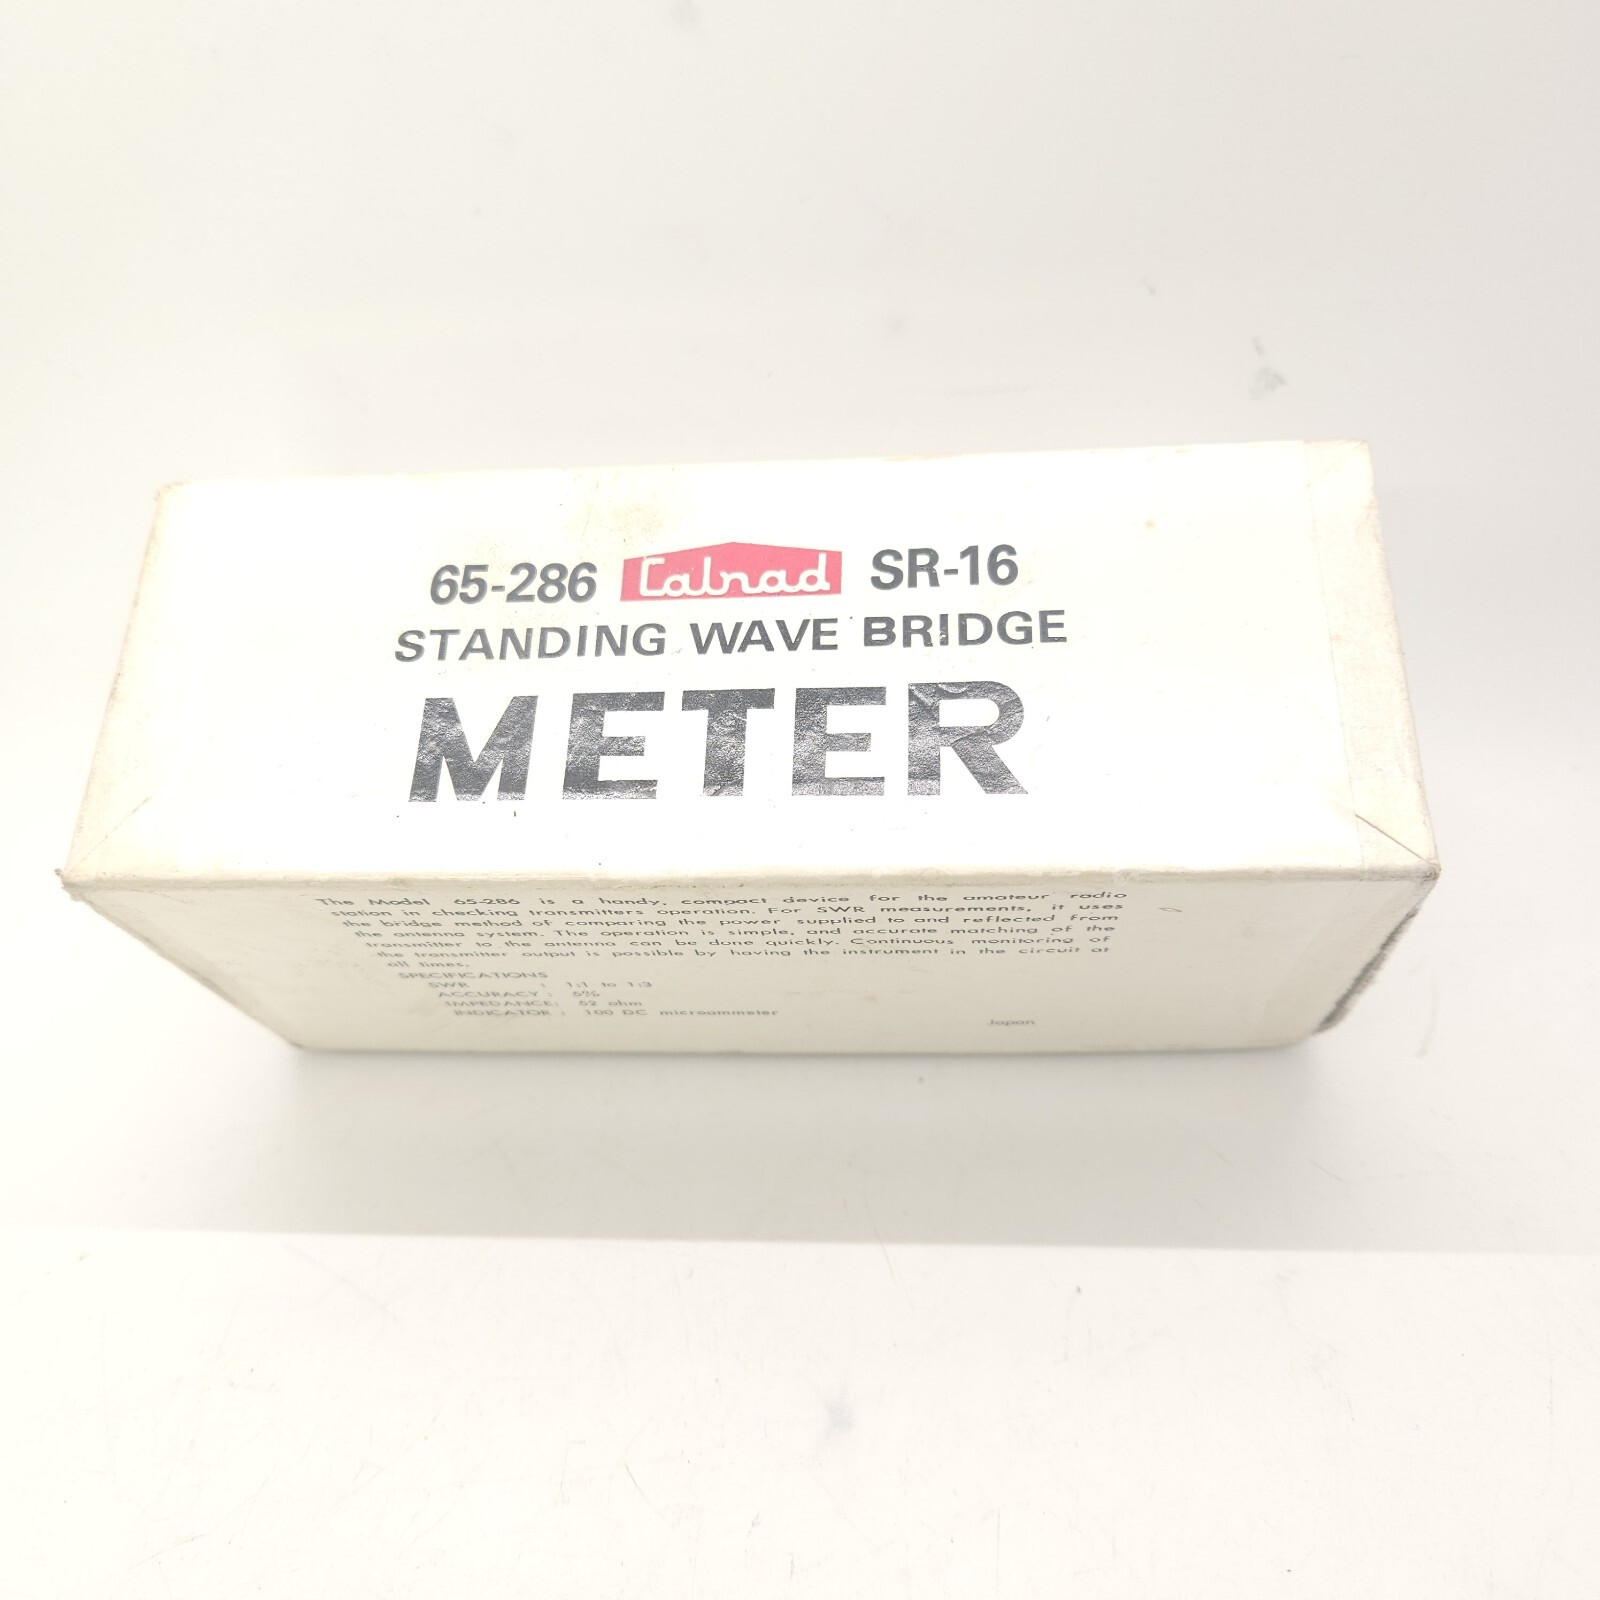 65-286 Calrad SR-16
STANDING WAVE BRIDGE
METER
The Model 65-286 is a handy, compact device for the amateur radio
station in checking transmitters operation. For SWR measurements, it uses
the bridge method of comparing the power supplied to and reflected from
the antenna system. The operation is simple, and accurate matching of the
transmitter to the antenna can be done quickly. Continuous monitoring of
the transmitter output is possible by having the instrument in the circuit at
all times.
SPECIFICATIONS
SWR : 1:1 to 1:3
ACCURACY : 5%
IMPEDANCE: 52 ohm
INDICATOR : 100 DC microammeter
Japan